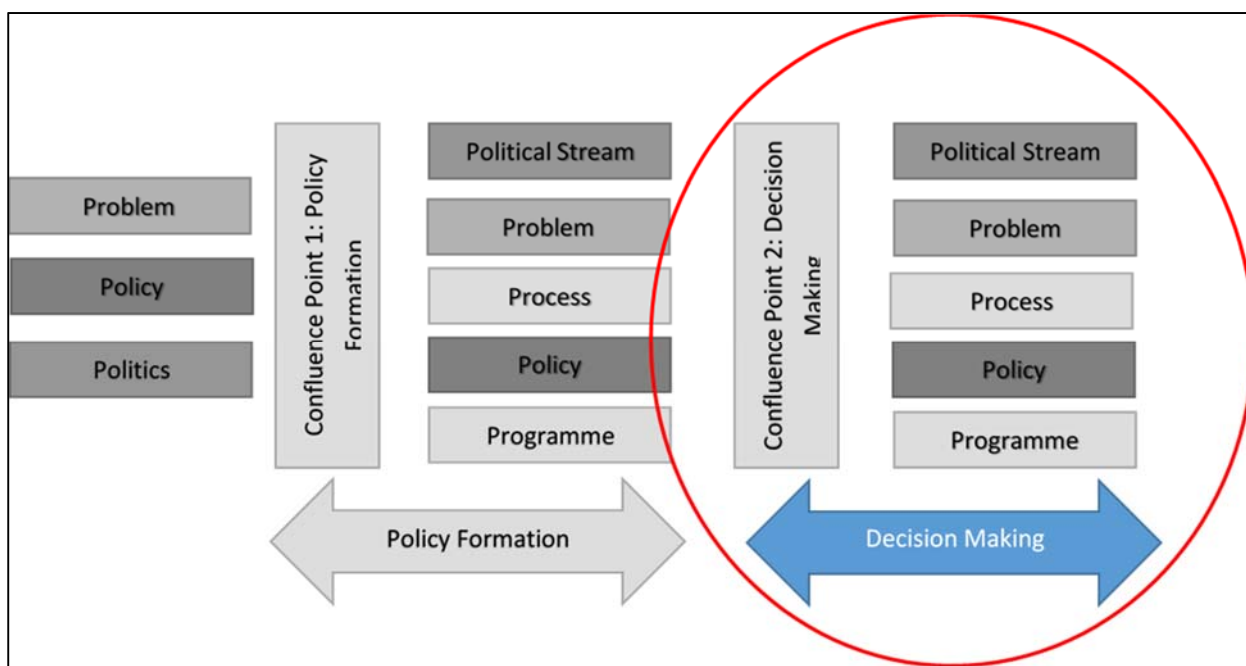 Problem
Policy
Politics
Confluence Point 1: Policy
Formation
Political Stream
Problem
Process
Policy
Programme
Policy Formation
Confluence Point 2: Decision
Making
Political Stream
Problem
Process
Policy
Programme
Decision Making